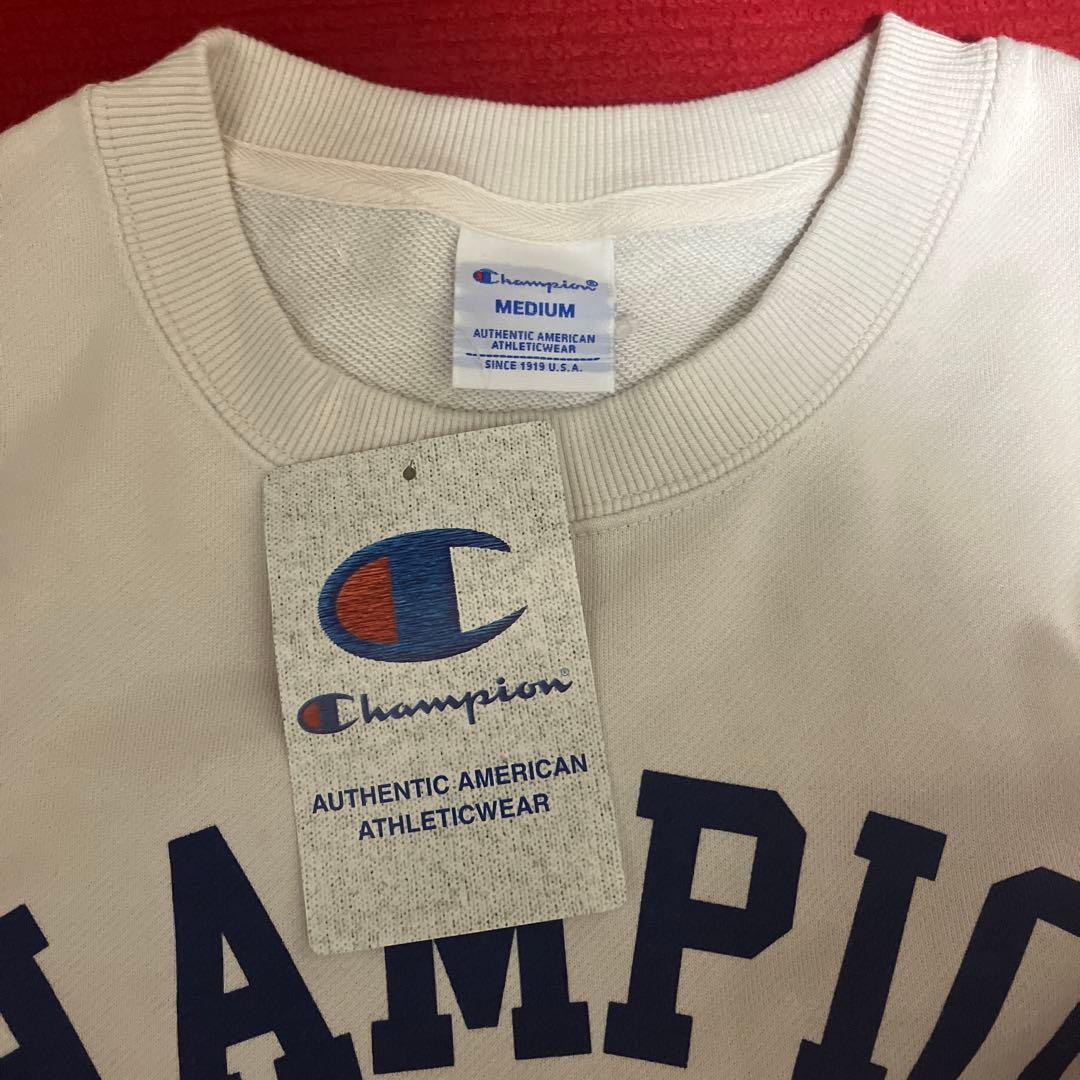 Champion®
MEDIUM
AUTHENTIC AMERICAN
ATHLETICWEAR
SINCE 1919 U.S.A.
Champion®
AUTHENTIC AMERICAN
ATHLETICWEAR
HAMPIO